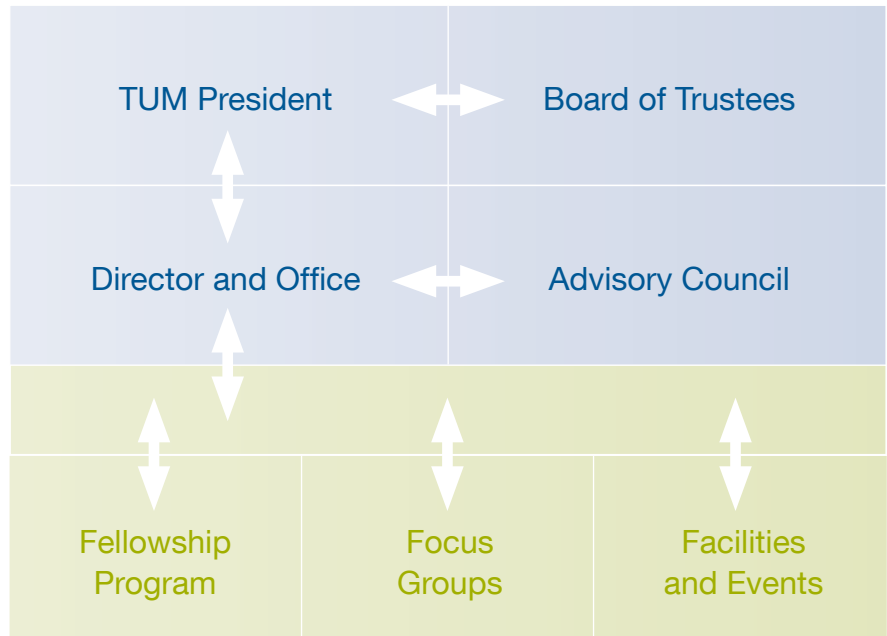 TUM President
Board of Trustees
Director and Office
Advisory Council
Fellowship
Program
Focus
Groups
Facilities
and Events